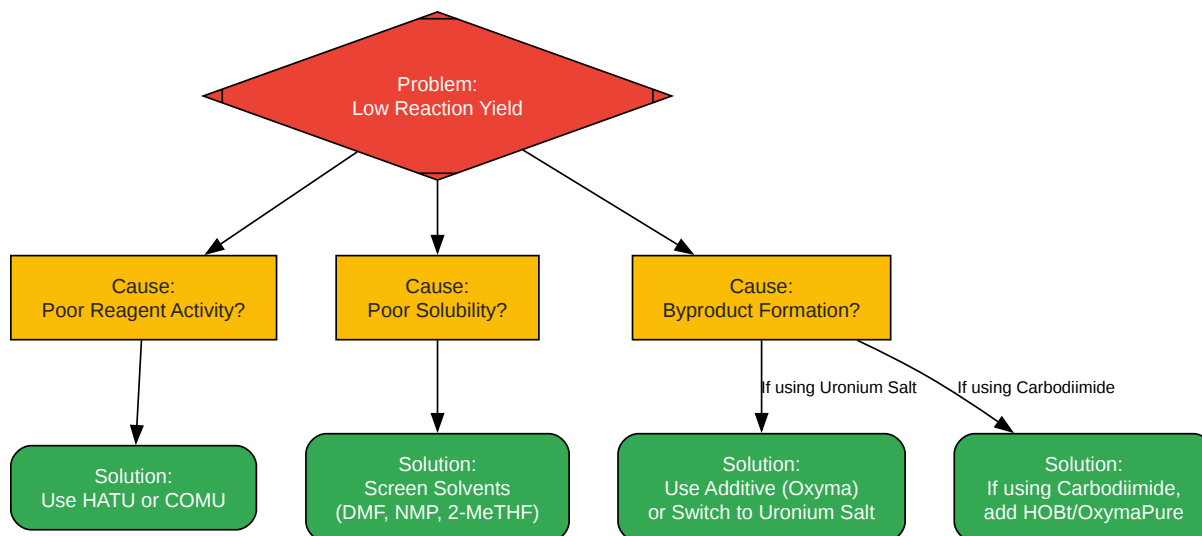 Problem:
Low Reaction Yield
Cause:
Poor Reagent Activity?
Cause:
Poor Solubility?
Cause:
Byproduct Formation?
If using Uronium Salt
If using Carbodiimide
Solution:
Use HATU or COMU
Solution:
Screen Solvents
(DMF, NMP, 2-MeTHF)
Solution:
Use Additive (Oxyma)
or Switch to Uronium Salt
Solution:
If using Carbodiimide,
add HOBt/OxymaPure